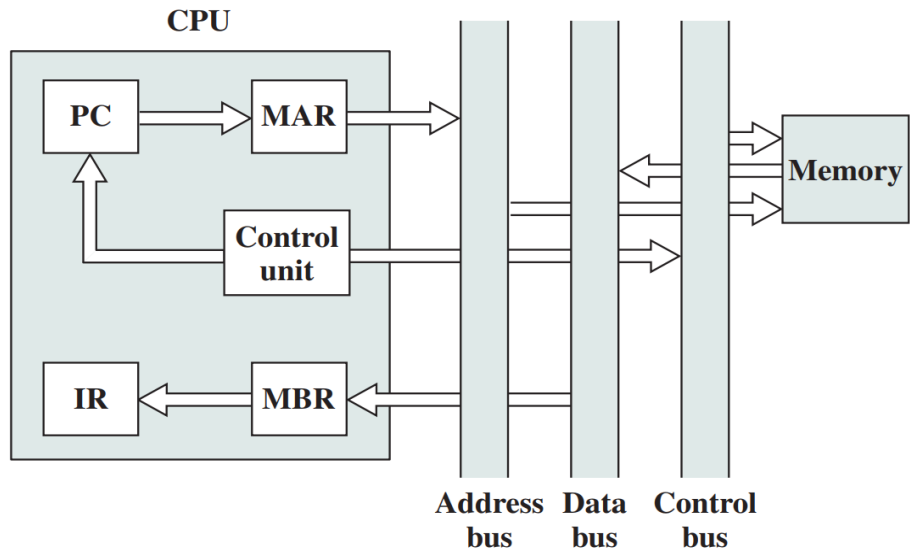 CPU
PC
MAR
Memory
Control
unit
IR
MBR
Address
bus
Data
bus
Control
bus